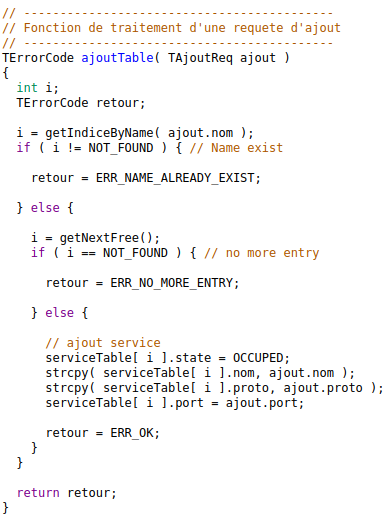 // -------------------------------------------
// Fonction de traitement d'une requete d'ajout
// -------------------------------------------
TErrorCode ajoutTable( TAjoutReq ajout )
{
  int i;
  TErrorCode retour;

  i = getIndiceByName( ajout.nom );
  if ( i != NOT_FOUND ) { // Name exist

    retour = ERR_NAME_ALREADY_EXIST;

  } else {

    i = getNextFree();
    if ( i == NOT_FOUND ) { // no more entry

      retour = ERR_NO_MORE_ENTRY;

    } else {

      // ajout service
      serviceTable[ i ].state = OCCUPED;
      strcpy( serviceTable[ i ].nom, ajout.nom );
      strcpy( serviceTable[ i ].proto, ajout.proto );
      serviceTable[ i ].port = ajout.port;

      retour = ERR_OK;
    }
  }

  return retour;
}